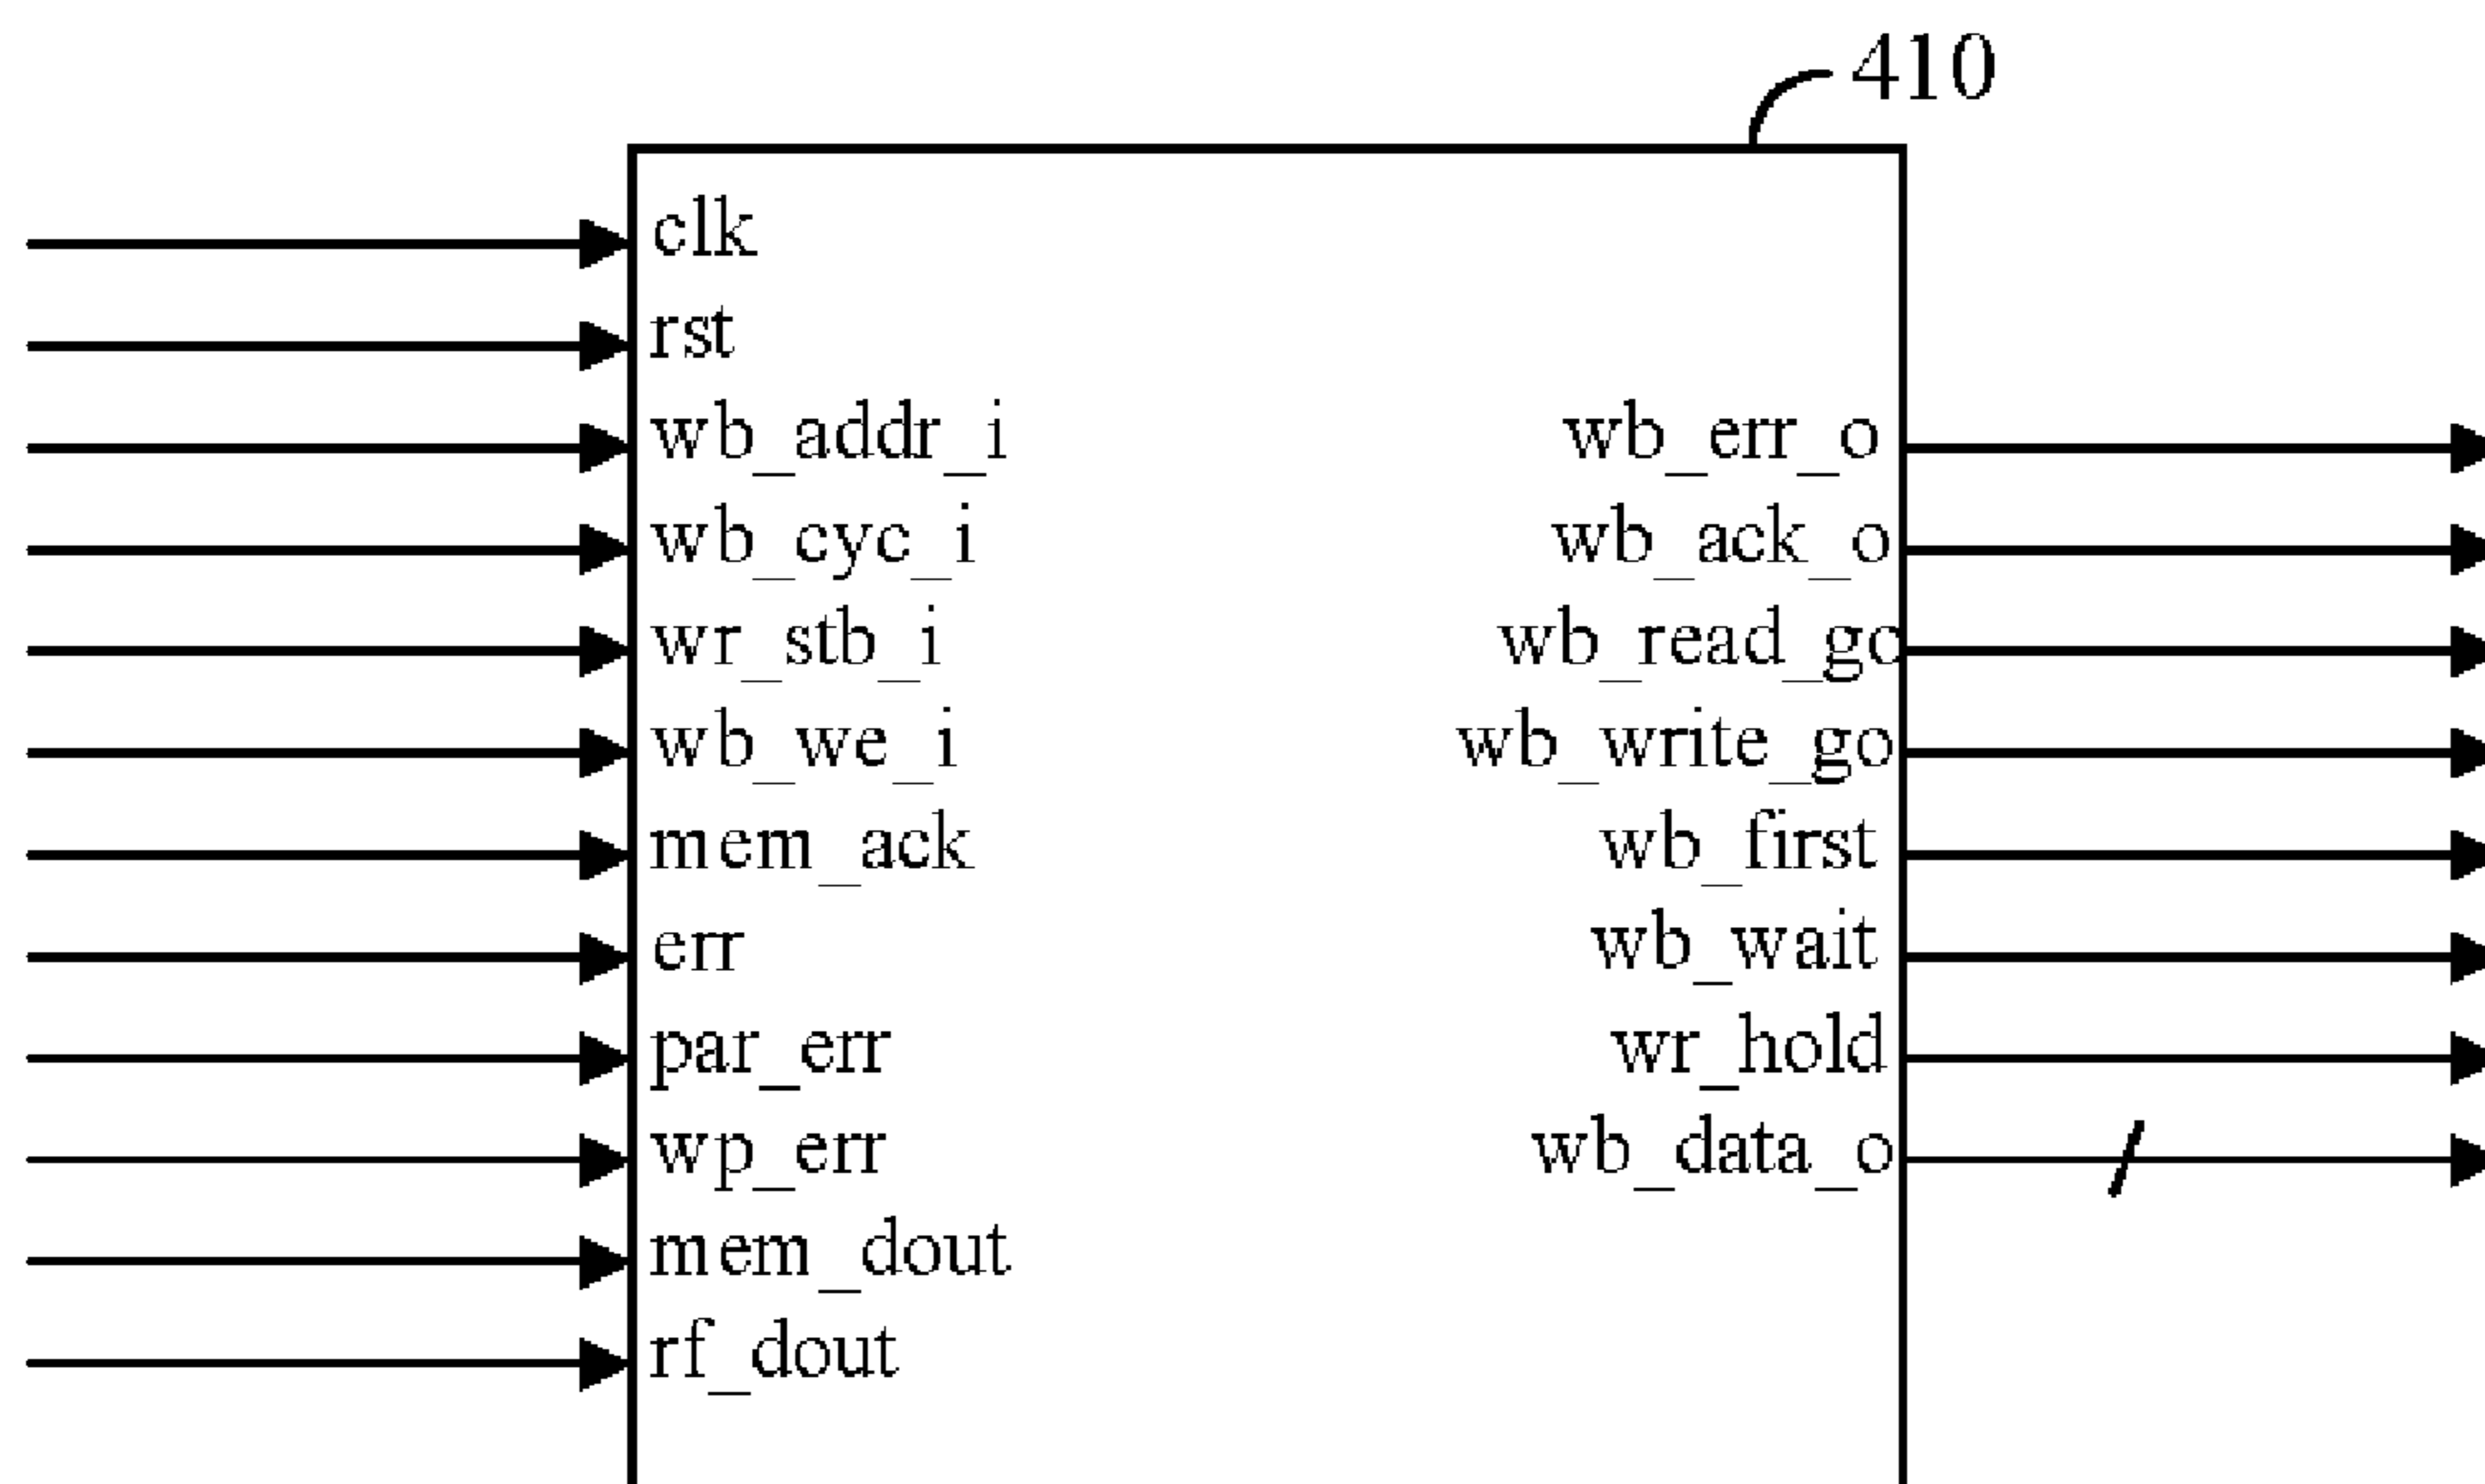 410
clk
rst
wb_addr_i
wb_err_o
wb_cyc_i
wb_ack_o
wr_stb_i
wb_read_go
wb_we_i
wb_write_go
mem_ack
wb_first
err
wb_wait
par_err
wr_hold
wp_err
wb_data_o
mem_dout
rf_dout